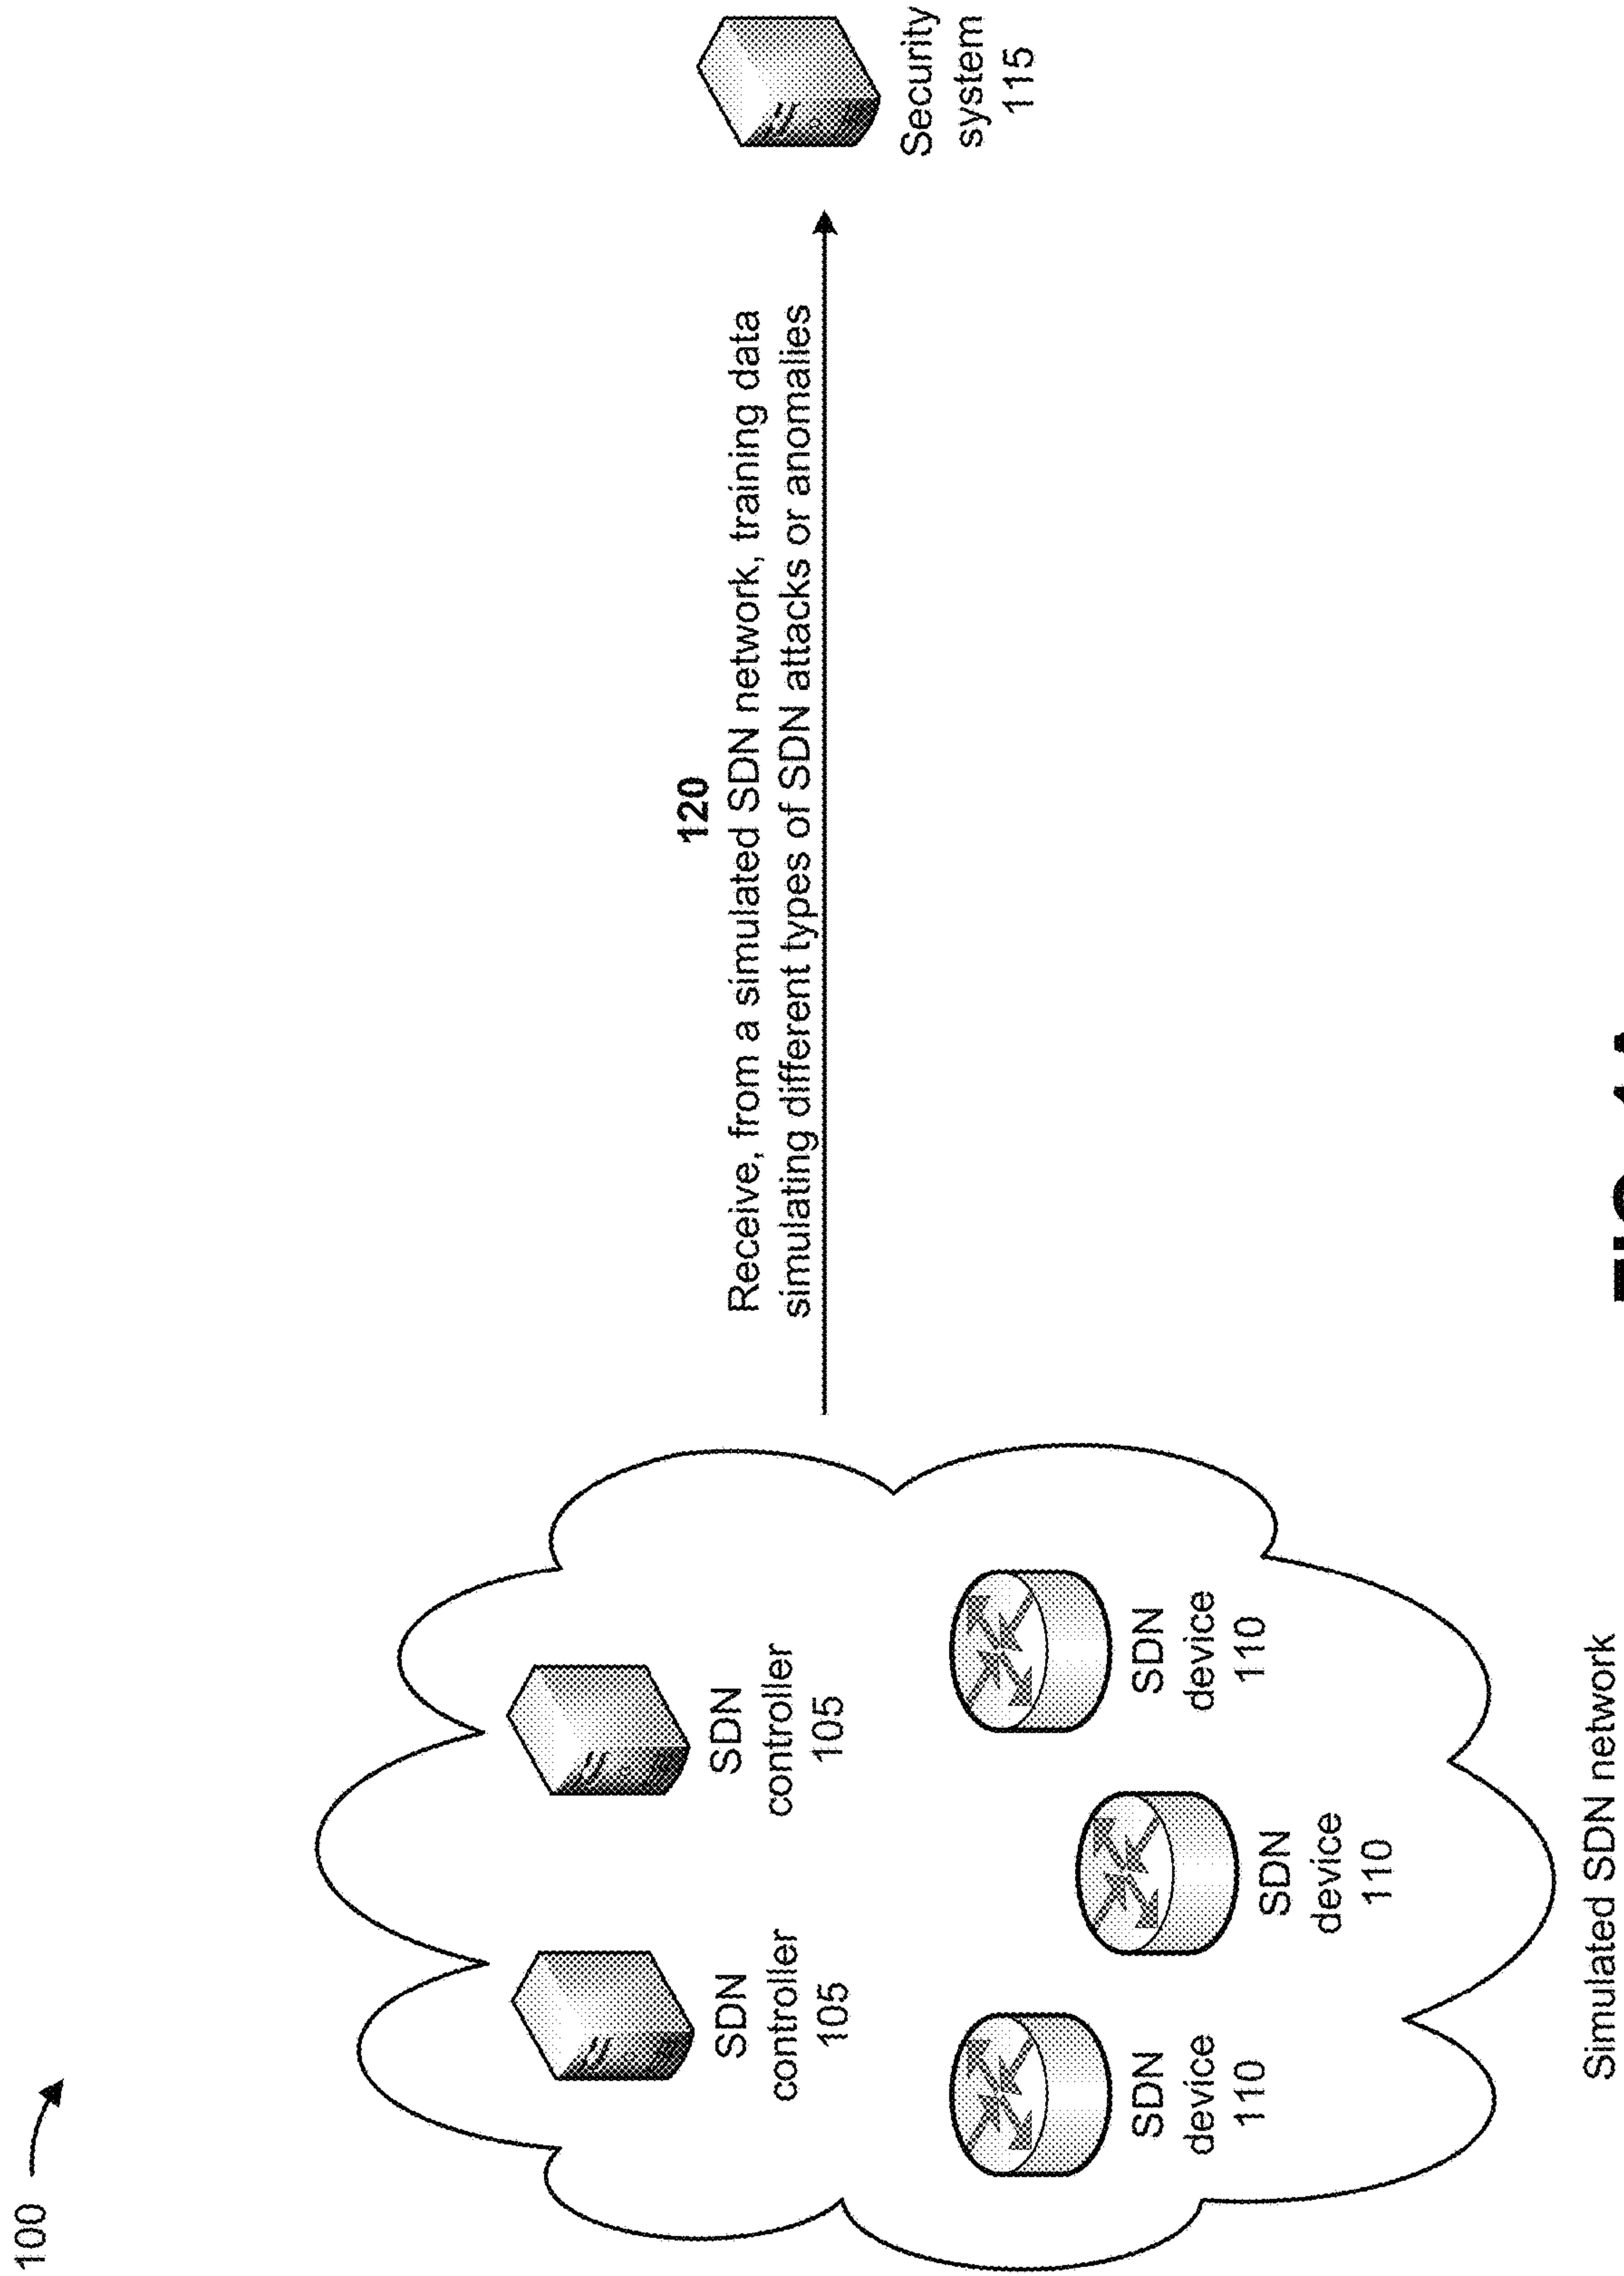 100
120
Receive, from a simulated SDN network, training data
simulating different types of SDN attacks or anomalies
SDN
controller
105
SDN
controller
105
Security
system
115
SDN
device
110
SDN
device
110
SDN
device
110
Simulated SDN network